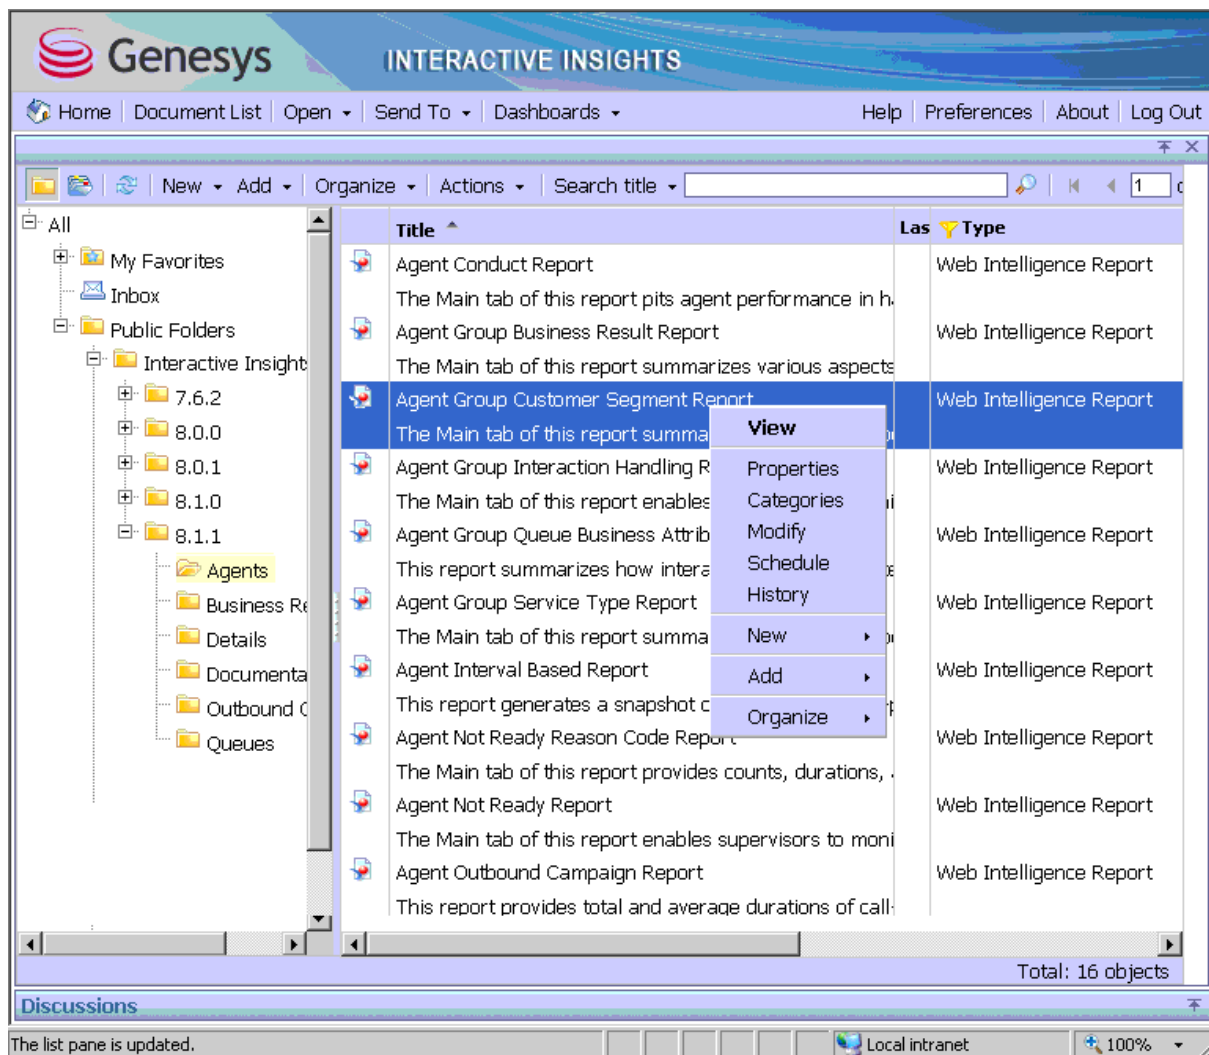 Genesys INTERACTIVE INSIGHTS
Home Document List Open Send To Dashboards Help Preferences About Log Out
New Add Organize Actions Search title 1
All
My Favorites
Inbox
Public Folders
Interactive Insight
7.6.2
8.0.0
8.0.1
8.1.0
8.1.1
Agents
Business Re
Details
Documenta
Outbound
Queues
Title Las Type
Agent Conduct Report Web Intelligence Report
The Main tab of this report pits agent performance in h
Agent Group Business Result Report Web Intelligence Report
The Main tab of this report summarizes various aspects
Agent Group Customer Segment Report Web Intelligence Report
The Main tab of this report summa
Agent Group Interaction Handling R Web Intelligence Report
The Main tab of this report enables
Agent Group Queue Business Attrib Web Intelligence Report
This report summarizes how intera
Agent Group Service Type Report Web Intelligence Report
The Main tab of this report summa
Agent Interval Based Report Web Intelligence Report
This report generates a snapshot
Agent Not Ready Reason Code Report Web Intelligence Report
The Main tab of this report provides counts, durations,
Agent Not Ready Report Web Intelligence Report
The Main tab of this report enables supervisors to moni
Agent Outbound Campaign Report Web Intelligence Report
This report provides total and average durations of call-
View
Properties
Categories
Modify
Schedule
History
New
Add
Organize
Total: 16 objects
Discussions
The list pane is updated. Local intranet 100%